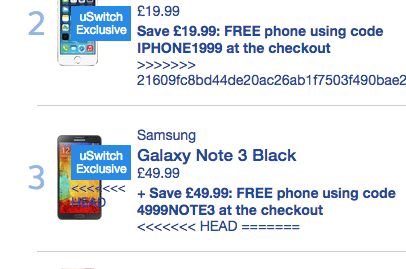 £19.99
2
uSwitch
Exclusive
Save £19.99: FREE phone using code
IPHONE1999 at the checkout
>>>>>>>
21609fc8bd44de20ac26ab1f7503f490bae2
Samsung
3
uSwitch
Exclusive
Galaxy Note 3 Black
£49.99
<<<<<<<
HEAD
+ Save £49.99: FREE phone using code
4999NOTE3 at the checkout
<<<<<<< HEAD =======